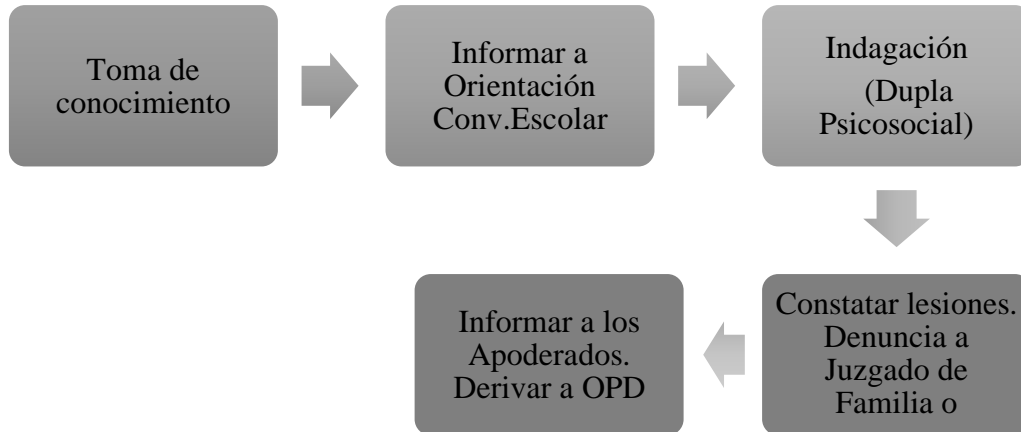 Toma de
conocimiento
Informar a
Orientación
Conv.Escolar
Indagación
(Dupla
Psicosocial)
Constatar lesiones.
Denuncia a
Juzgado de
Familia o
Informar a los
Apoderados.
Derivar a OPD